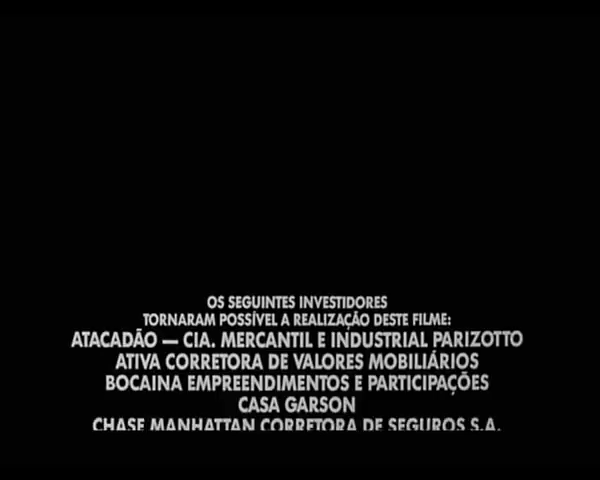 OS SEGUINTES INVESTIDORES
TORNARAM POSSÍVEL A REALIZAÇÃO DESTE FILME:
ATACADÃO — CIA. MERCANTIL E INDUSTRIAL PARIZOTTO
ATIVA CORRETORA DE VALORES MOBILIÁRIOS
BOCAINA EMPREENDIMENTOS E PARTICIPAÇÕES
CASA GARSON
CHASE MANHATTAN CORRETORA DE SEGUROS S.A.